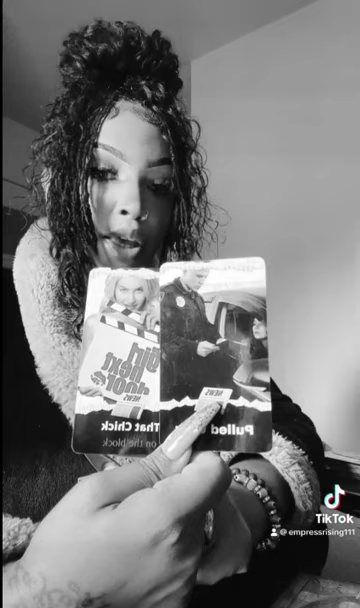 girl
next
door
NEWS
That Chick
on the block
NEWS
Pulled
TikTok
@empressrising111